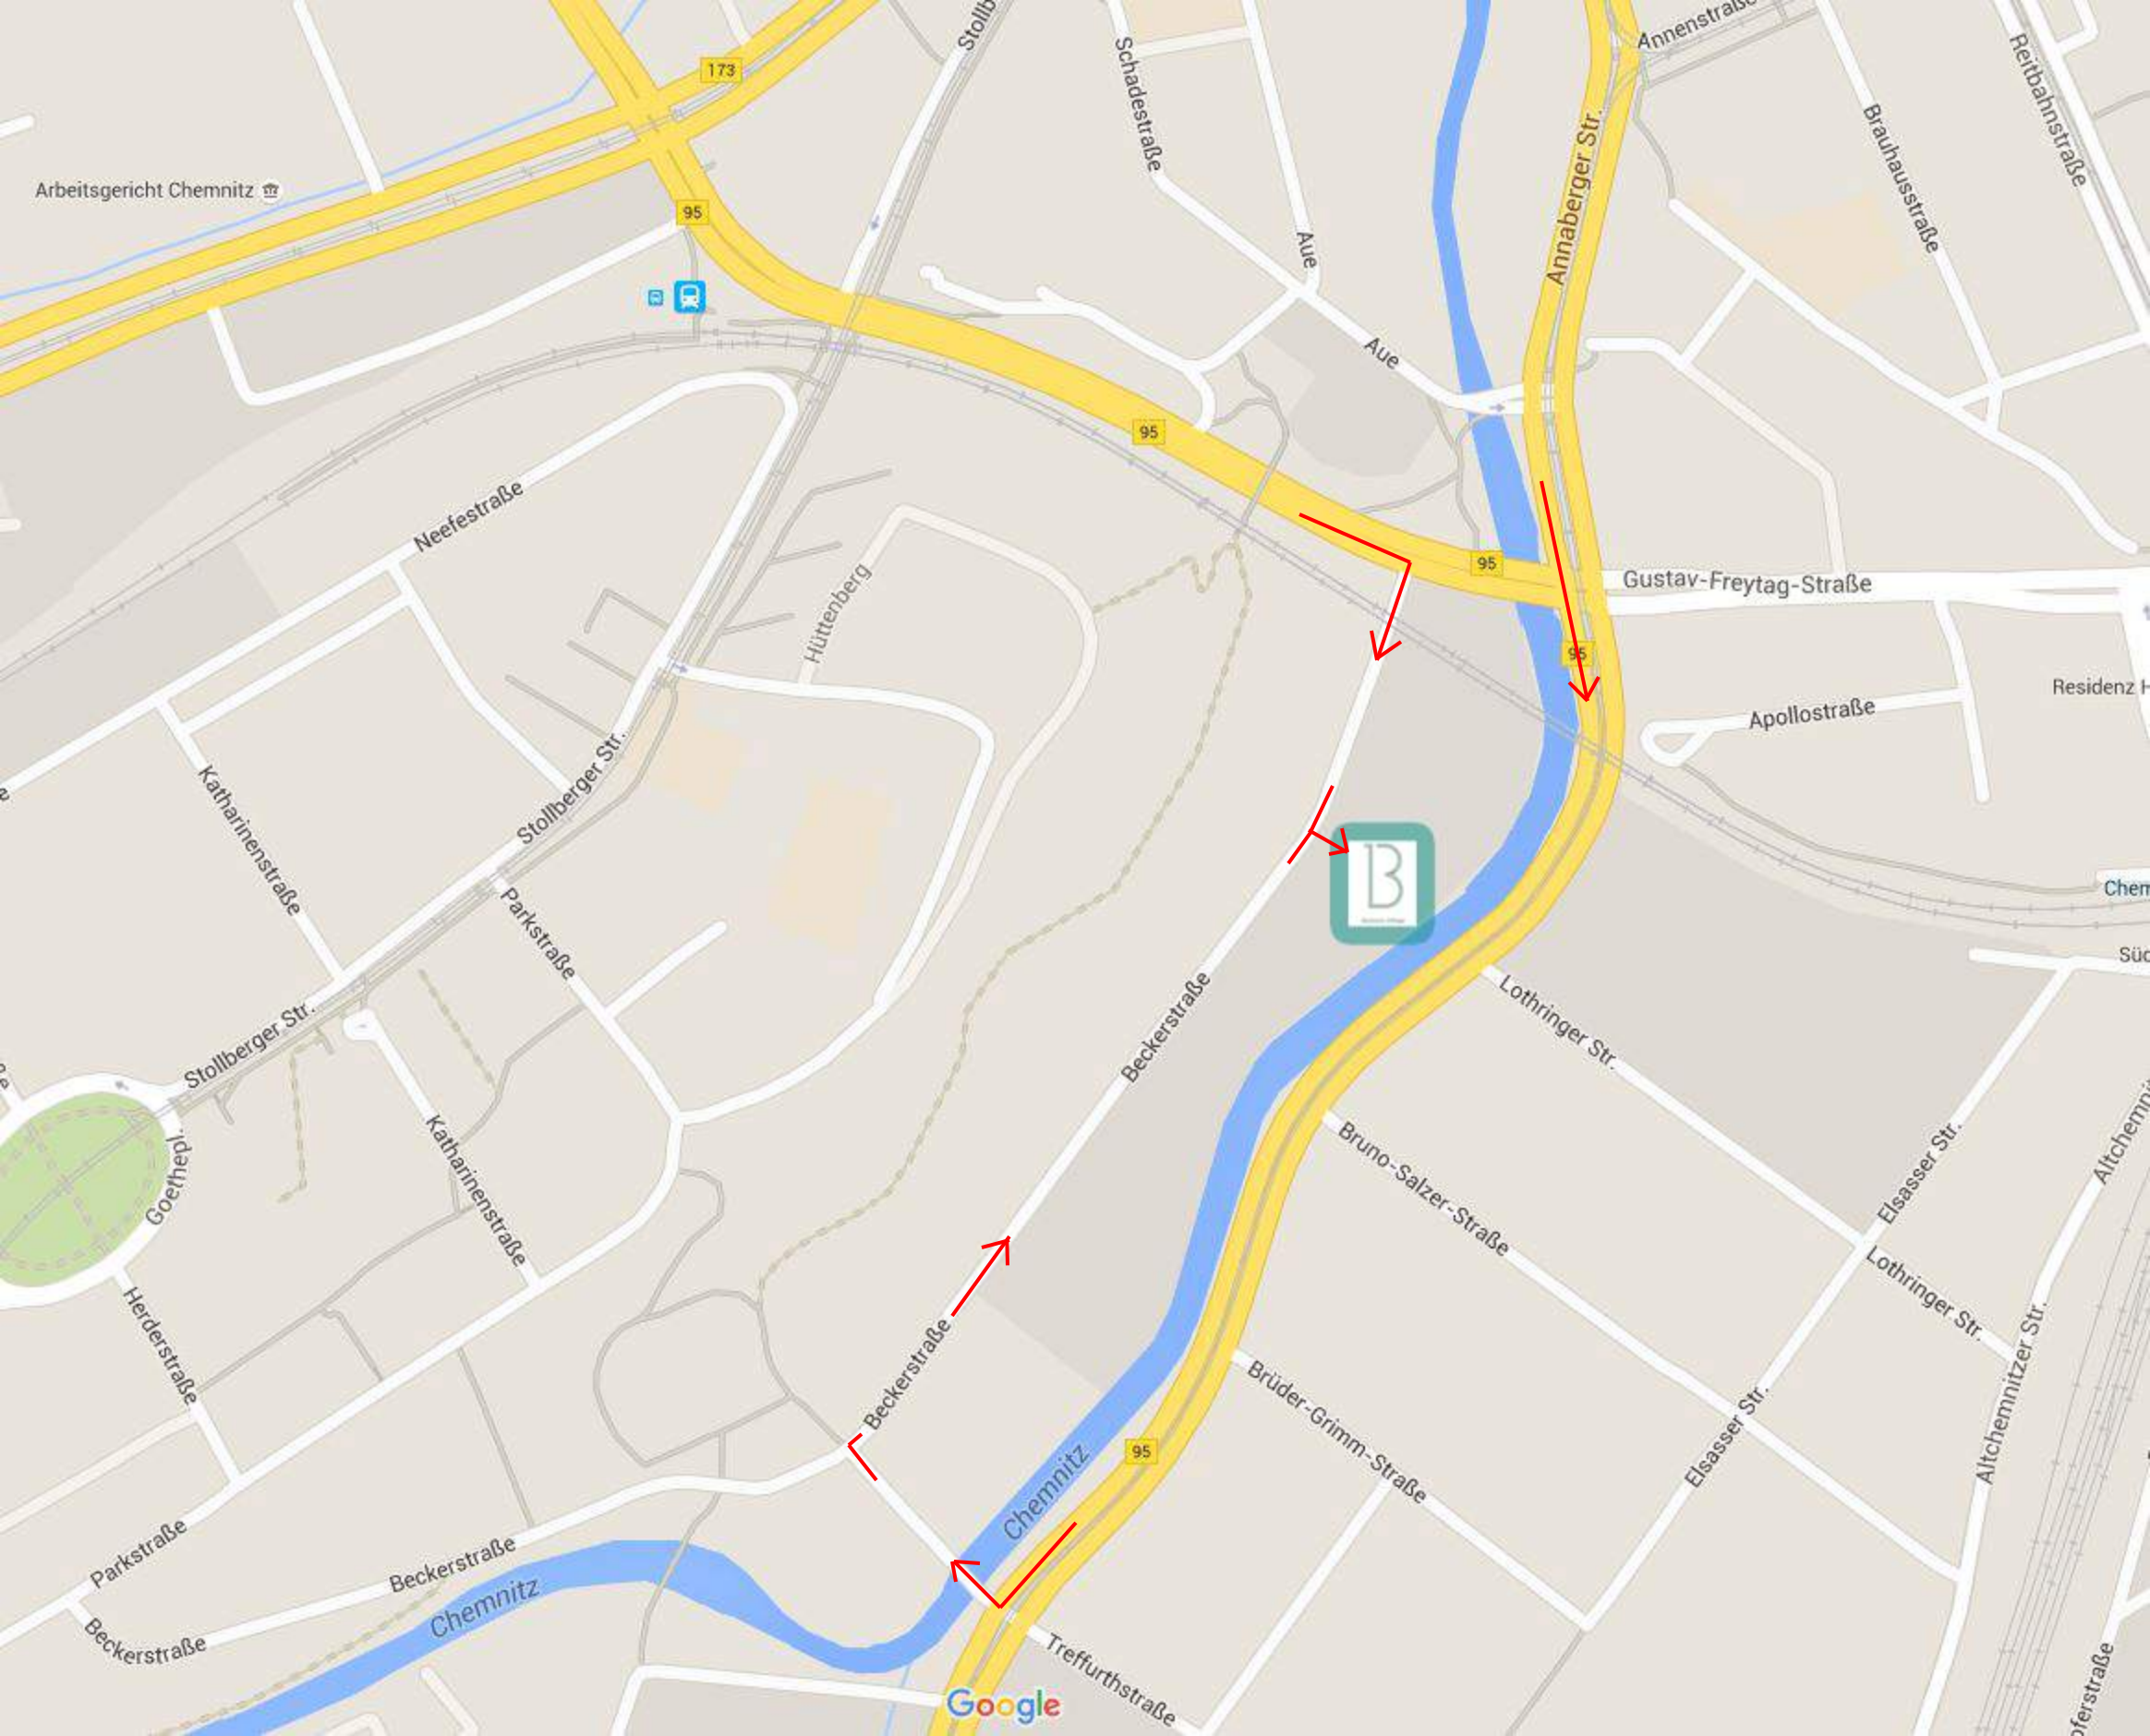 Stollb
Annenstraße
173
Schadestraße
Reitbahnstraße
Brauhausstraße
Annaberger Str.
Arbeitsgericht Chemnitz
95
Aue
Aue
95
Neefestraße
95
Gustav-Freytag-Straße
Hüttenberg
95
Residenz H
Apollostraße
Stollberger Str.
Katharinenstraße
B
Chem
Parkstraße
Süd
Beckerstraße
Lothringer Str.
Stollberger Str.
Altchemnit
Goethepl.
Katharinenstraße
Bruno-Salzer-Straße
Elsasser Str.
Lothringer Str.
Herderstraße
Beckerstraße
Altchemnitzer Str.
Brüder-Grimm-Straße
Elsasser Str.
95
Chemnitz
Parkstraße
Beckerstraße
Chemnitz
Beckerstraße
Treffurthstraße
pferstraße
Google